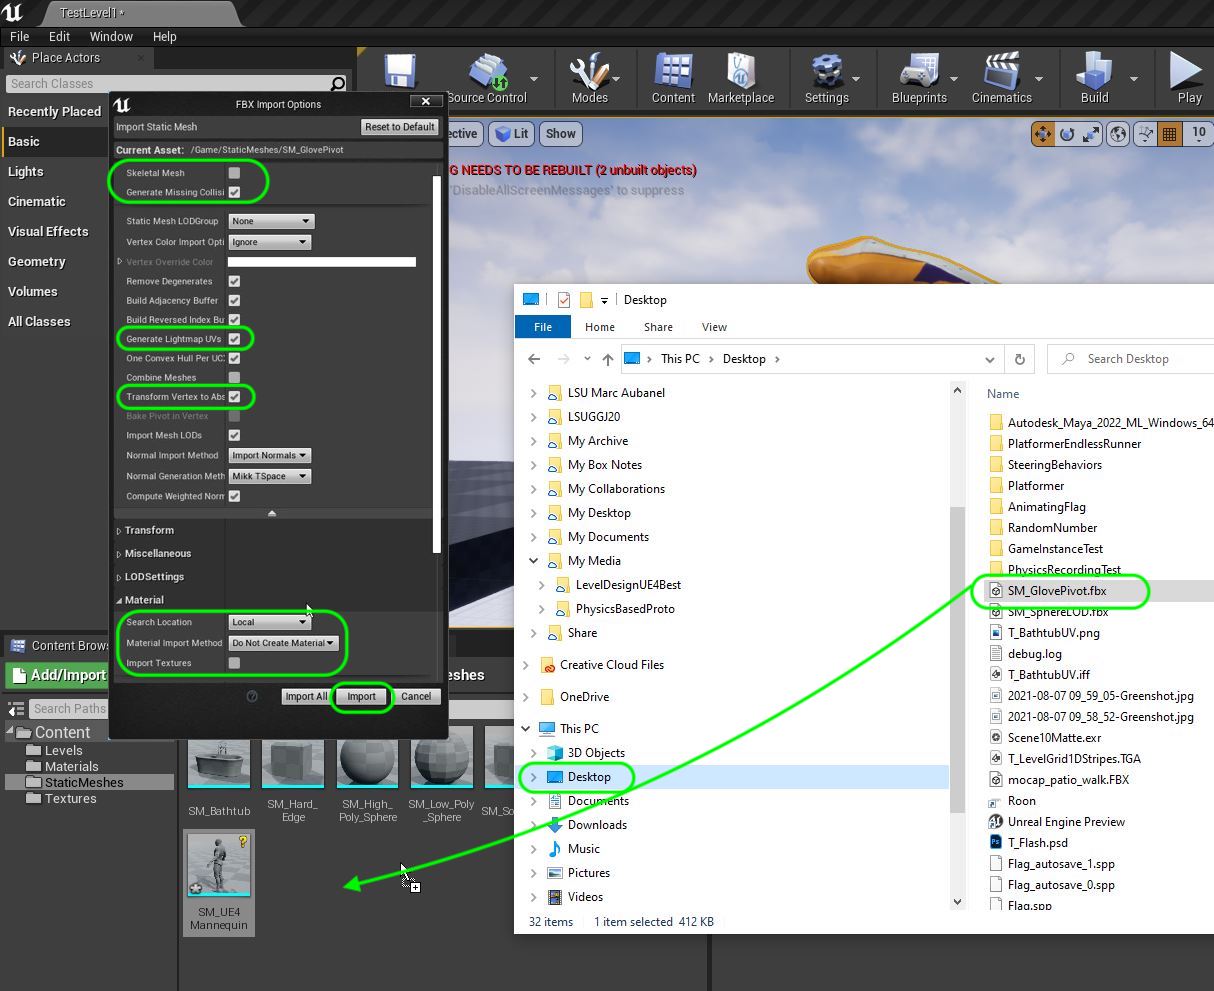 TestLevel1*
File Edit Window Help
Place Actors
Search Classes
Recently Placed
Basic
Lights
Cinematic
Visual Effects
Geometry
Volumes
All Classes
Source Control
Modes
Content
Marketplace
Settings
Blueprints
Cinematics
Build
Play
ective
Lit
Show
10
G NEEDS TO BE REBUILT (2 unbuilt objects)
'DisableAllScreenMessages' to suppress
FBX Import Options
Import Static Mesh
Reset to Default
Current Asset: /Game/StaticMeshes/SM_GlovePivot
Skeletal Mesh
Generate Missing Collisi
Static Mesh LODGroup None
Vertex Color Import Opti Ignore
Vertex Override Color
Remove Degenerates
Build Adjacency Buffer
Build Reversed Index Bu
Generate Lightmap UVs
One Convex Hull Per UC
Combine Meshes
Transform Vertex to Abs
Bake Pivot in Vertex
Import Mesh LODs
Normal Import Method Import Normals
Normal Generation Meth Mikk TSpace
Compute Weighted Norm
Transform
Miscellaneous
LODSettings
Material
Search Location Local
Material Import Method Do Not Create Material
Import Textures
Import All Import Cancel
Content Brows
Add/Import
eshes
Search Paths
Content
Levels
Materials
StaticMeshes
Textures
SM_Bathtub
SM_Hard_
Edge
SM_High_
Poly_Sphere
SM_Low_Poly
_Sphere
SM_So
SM_UE4
Mannequin
Desktop
File Home Share View
This PC > Desktop >
Search Desktop
LSU Marc Aubanel
LSUGGJ20
My Archive
My Box Notes
My Collaborations
My Desktop
My Documents
My Media
LevelDesignUE4Best
PhysicsBasedProto
Share
Creative Cloud Files
OneDrive
This PC
3D Objects
Desktop
Documents
Downloads
Music
Pictures
Videos
Name
Autodesk_Maya_2022_ML_Windows_64
PlatformerEndlessRunner
SteeringBehaviors
Platformer
AnimatingFlag
RandomNumber
GameInstanceTest
PhysicsRecordingTest
SM_GlovePivot.fbx
SM_SphereLOD.fbx
T_BathtubUV.png
debug.log
T_BathtubUV.iff
2021-08-07 09_59_05-Greenshot.jpg
2021-08-07 09_58_52-Greenshot.jpg
Scene10Matte.exr
T_LevelGrid1DStripes.TGA
mocap_patio_walk.FBX
Roon
Unreal Engine Preview
T_Flash.psd
Flag_autosave_1.spp
Flag_autosave_0.spp
Flag.spp
32 items 1 item selected 412 KB